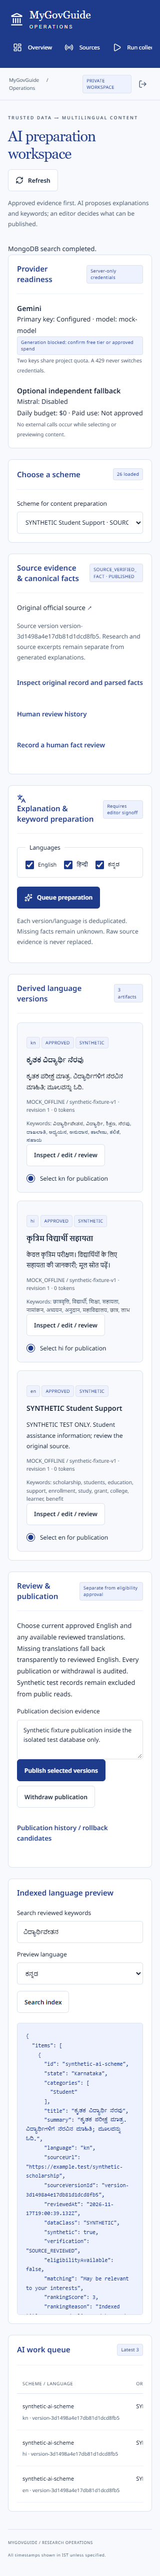 MyGovGuide
OPERATIONS
Overview
Sources
Run collec
MyGovGuide / Operations
PRIVATE WORKSPACE
TRUSTED DATA — MULTILINGUAL CONTENT
AI preparation
workspace
Refresh
Approved evidence first. AI proposes explanations
and keywords; an editor decides what can be
published.
MongoDB search completed.
Provider
readiness
Server-only
credentials
Gemini
Primary key: Configured · model: mock-
model
Generation blocked: confirm free tier or approved
spend
Two keys share project quota. A 429 never switches
credentials.
Optional independent fallback
Mistral: Disabled
Daily budget: $0 · Paid use: Not approved
No external calls occur while selecting or
previewing content.
Choose a scheme
26 loaded
Scheme for content preparation
SYNTHETIC Student Support · SOURC
Source evidence
& canonical facts
SOURCE_VERIFIED_
FACT · PUBLISHED
Original official source ↗
Source version version-
3d1498a4e17db81d1dcd8fb5. Research and
source excerpts remain separate from
generated explanations.
Inspect original record and parsed facts
Human review history
Record a human fact review
Explanation &
keyword preparation
Requires
editor signoff
Languages
English
हिन्दी
ಕನ್ನಡ
Queue preparation
Each version/language is deduplicated.
Missing facts remain unknown. Raw source
evidence is never replaced.
Derived language
versions
3
artifacts
kn
APPROVED
SYNTHETIC
ಕೃತಕ ವಿದ್ಯಾರ್ಥಿ ನೆರವು
ಕೃತಕ ಪರೀಕ್ಷೆ ಮಾತ್ರ. ವಿದ್ಯಾರ್ಥಿಗಳಿಗೆ ನೆರವಿನ
ಮಾಹಿತಿ; ಮೂಲವನ್ನು ಓದಿ.
MOCK_OFFLINE / synthetic-fixture-v1 ·
revision 1 · 0 tokens
Inspect / edit / review
Select kn for publication
hi
APPROVED
SYNTHETIC
कृत्रिम विद्यार्थी सहायता
केवल कृत्रिम परीक्षण। विद्यार्थियों के लिए
सहायता की जानकारी; मूल स्रोत पढ़ें।
MOCK_OFFLINE / synthetic-fixture-v1 ·
revision 1 · 0 tokens
Keywords: छात्रवृत्ति, विद्यार्थी, शिक्षा, सहायता,
नामांकन, अध्ययन, अनुदान, महाविद्यालय, छात्र, लाभ
Inspect / edit / review
Select hi for publication
en
APPROVED
SYNTHETIC
SYNTHETIC Student Support
SYNTHETIC TEST ONLY. Student
assistance information; review the
original source.
MOCK_OFFLINE / synthetic-fixture-v1 ·
revision 1 · 0 tokens
Keywords: scholarship, students, education,
support, enrollment, study, grant, college,
learner, benefit
Inspect / edit / review
Select en for publication
Review &
publication
Separate from eligibility
approval
Choose current approved English and
any available reviewed translations.
Missing translations fall back
transparently to reviewed English. Every
publication or withdrawal is audited.
Synthetic test records remain excluded
from public reads.
Publication decision evidence
Synthetic fixture publication inside the
isolated test database only.
Publish selected versions
Withdraw publication
Publication history / rollback
candidates
Indexed language preview
Search reviewed keywords
ವಿದ್ಯಾರ್ಥಿವೇತನ
Preview language
ಕನ್ನಡ
Search index
{
"items": [
{
"id": "synthetic-ai-scheme",
"state": "Karnataka",
"categories": [
"Student"
],
"title": "ಕೃತಕ ವಿದ್ಯಾರ್ಥಿ ನೆರವು",
"summary": "ಕೃತಕ ಪರೀಕ್ಷೆ ಮಾತ್ರ.
ವಿದ್ಯಾರ್ಥಿಗಳಿಗೆ ನೆರವಿನ ಮಾಹಿತಿ; ಮೂಲವನ್ನು
ಓದಿ.",
"language": "kn",
"sourceUrl":
"https://example.test/synthetic-
scholarship",
"sourceVersionId": "version-
3d1498a4e17db81d1dcd8fb5",
"reviewedAt": "2026-11-
17T19:00:39.132Z",
"dataClass": "SYNTHETIC",
"synthetic": true,
"verification":
"SOURCE_REVIEWED",
"eligibilityAvailable":
false,
"matching": "May be relevant
to your interests",
"rankingScore": 3,
"rankingReason": "Indexed
AI work queue
Latest 3
SCHEME / LANGUAGE
OR
synthetic-ai-scheme
SY
kn · version-3d1498a4e17db81d1dcd8fb5
synthetic-ai-scheme
SY
hi · version-3d1498a4e17db81d1dcd8fb5
synthetic-ai-scheme
SY
en · version-3d1498a4e17db81d1dcd8fb5
MYGOVGUIDE / RESEARCH OPERATIONS
All timestamps shown in IST unless specified.